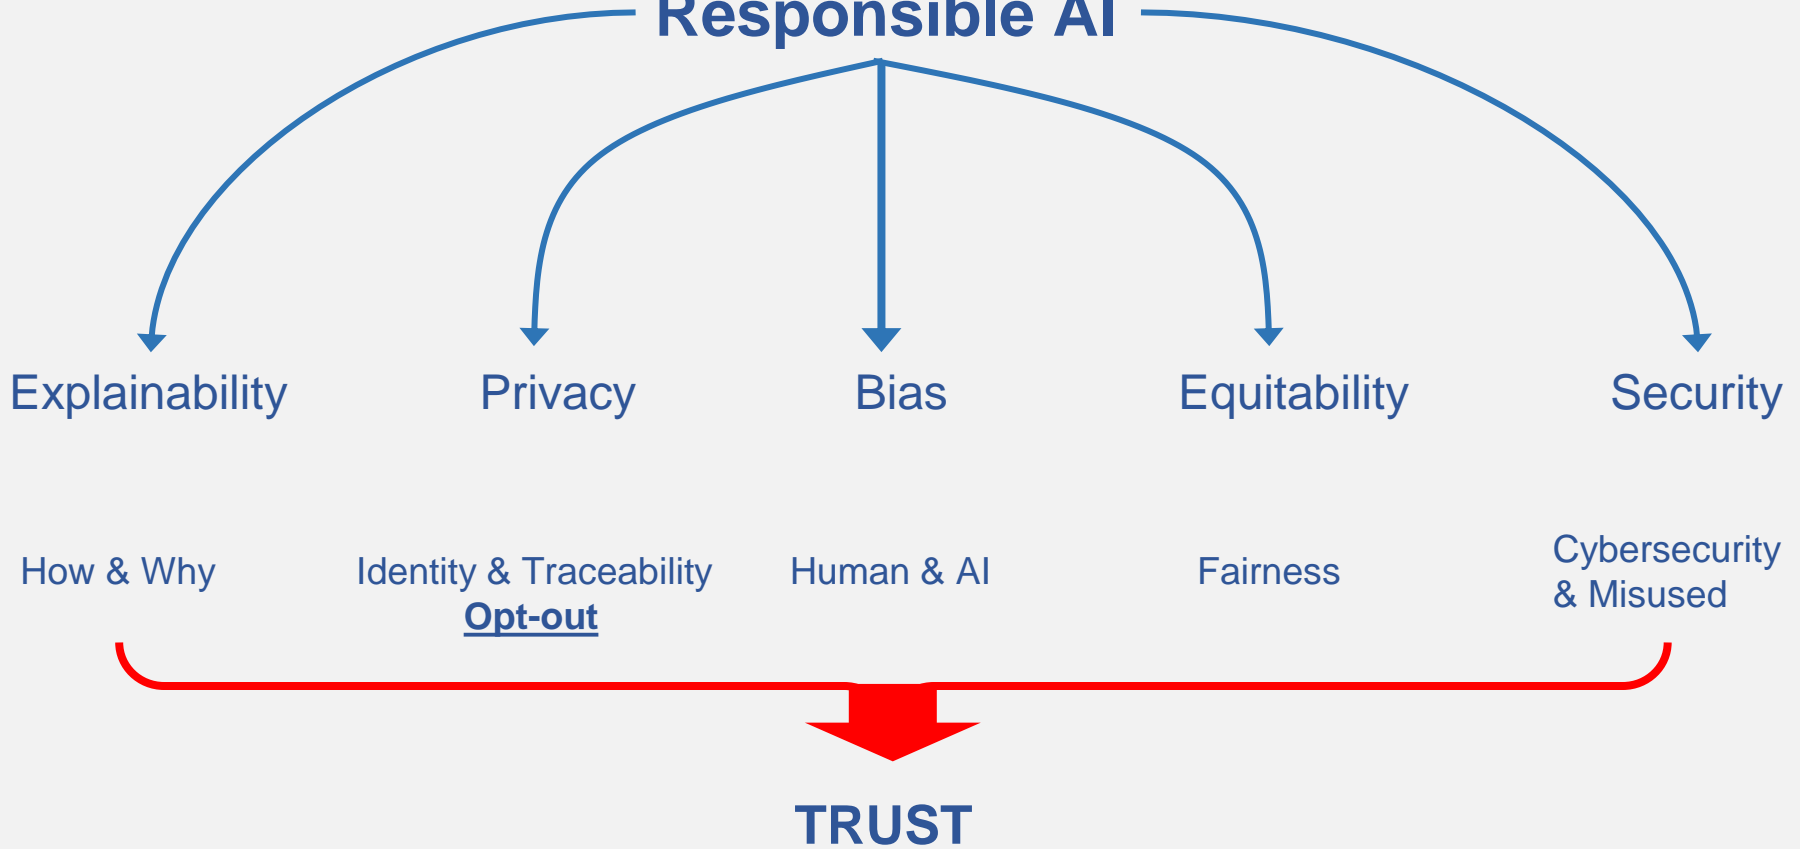 Responsible AI
Explainability
Privacy
Bias
Equitability
Security
How & Why
Identity & Traceability
Opt-out
Human & AI
Fairness
Cybersecurity
& Misused
TRUST